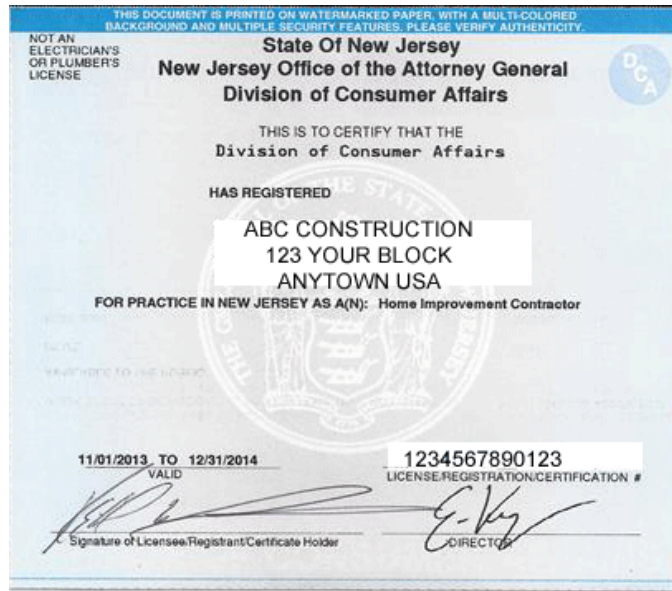 THIS DOCUMENT IS PRINTED ON WATERMARKED PAPER, WITH A MULTI-COLORED
BACKGROUND AND MULTIPLE SECURITY FEATURES. PLEASE VERIFY AUTHENTICITY.
NOT AN
ELECTRICIAN'S
OR PLUMBER'S
LICENSE
State Of New Jersey
New Jersey Office of the Attorney General
Division of Consumer Affairs
DCA
THIS IS TO CERTIFY THAT THE
Division of Consumer Affairs
HAS REGISTERED
ABC CONSTRUCTION
123 YOUR BLOCK
ANYTOWN USA
FOR PRACTICE IN NEW JERSEY AS A(N): Home Improvement Contractor
11/01/2013 TO 12/31/2014
VALID
1234567890123
LICENSE/REGISTRATION/CERTIFICATION #
Signature of Licensee/Registrant/Certificate Holder
DIRECTOR